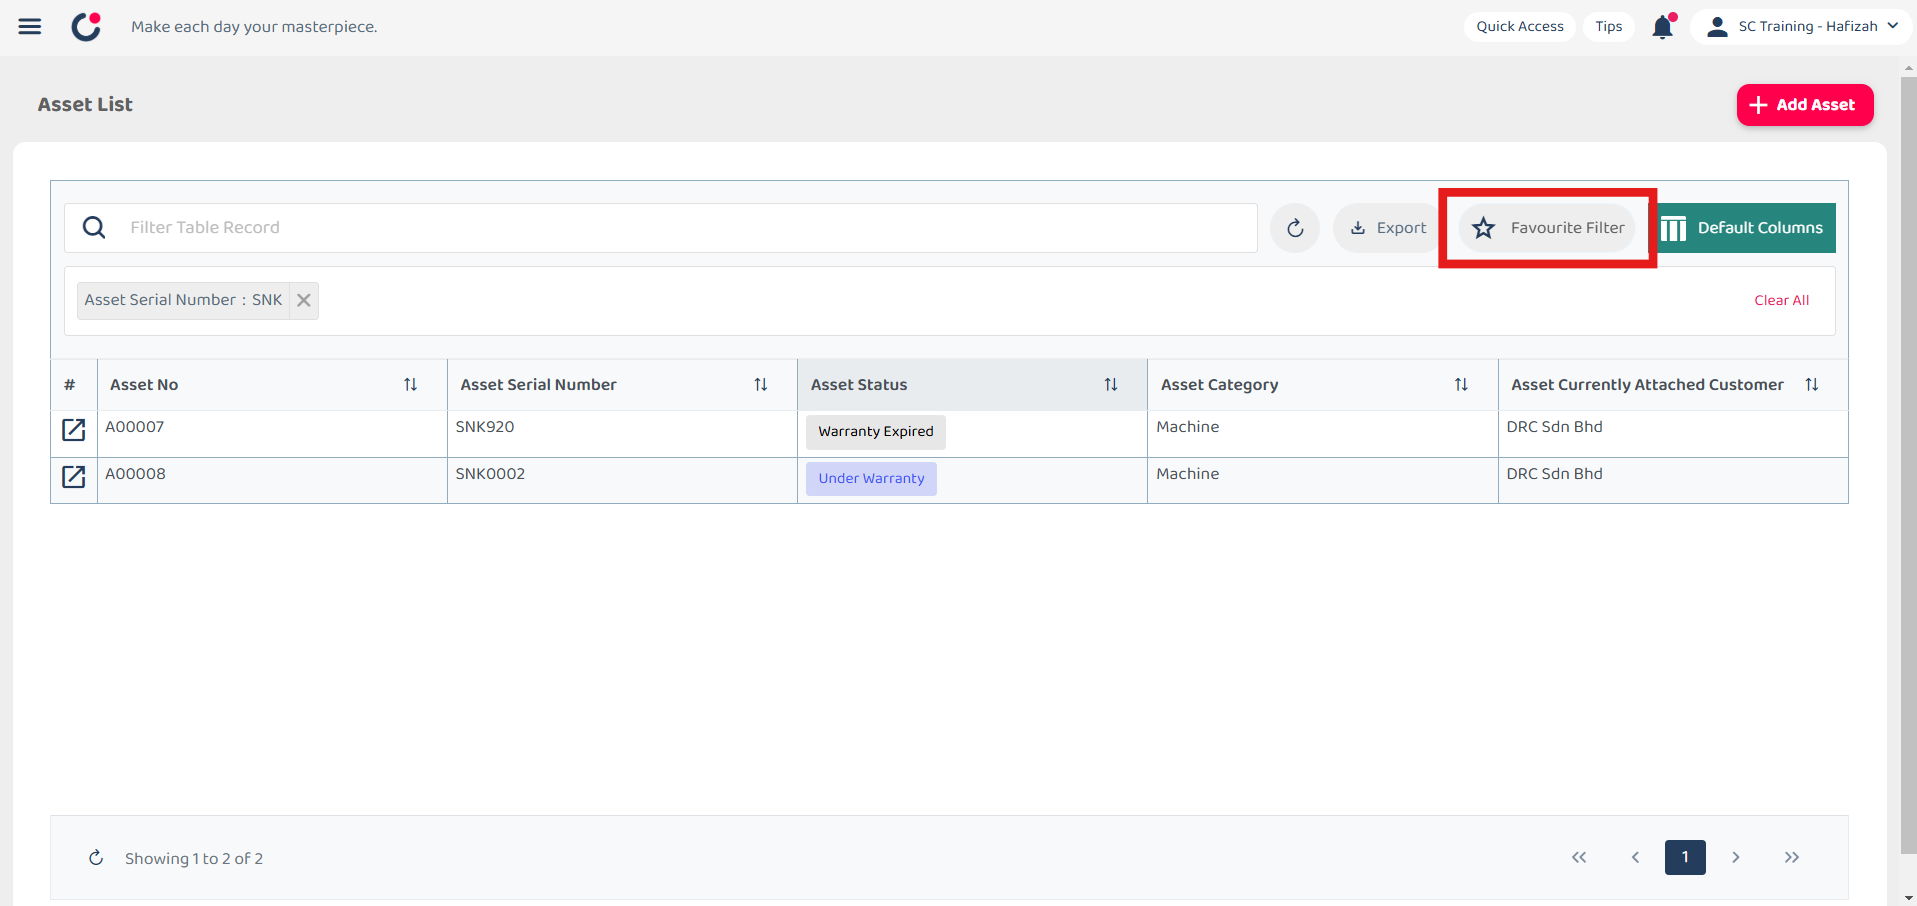 Make each day your masterpiece.
Quick Access
Tips
SC Training - Hafizah
Asset List
Add Asset
Filter Table Record
Export
Favourite Filter
Default Columns
Asset Serial Number : SNK
Clear All
# Asset No Asset Serial Number Asset Status Asset Category Asset Currently Attached Customer
A00007 SNK920 Warranty Expired Machine DRC Sdn Bhd
A00008 SNK0002 Under Warranty Machine DRC Sdn Bhd
Showing 1 to 2 of 2
1